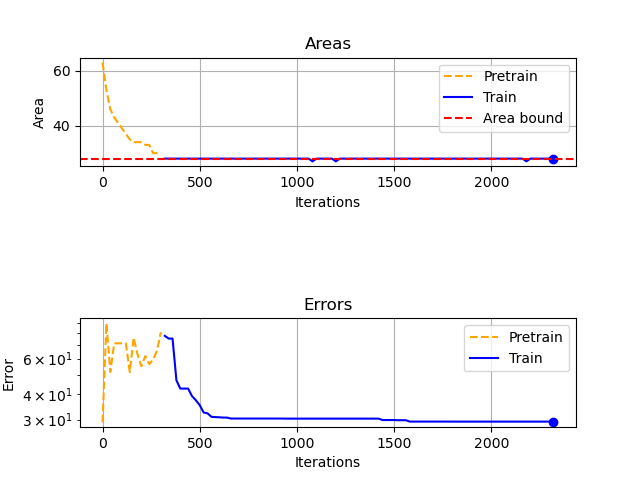 Areas
60
40
Area
Pretrain
Train
Area bound
0
500
1000
1500
2000
Iterations
Errors
6 × 10¹
4 × 10¹
3 × 10¹
Error
Pretrain
Train
0
500
1000
1500
2000
Iterations